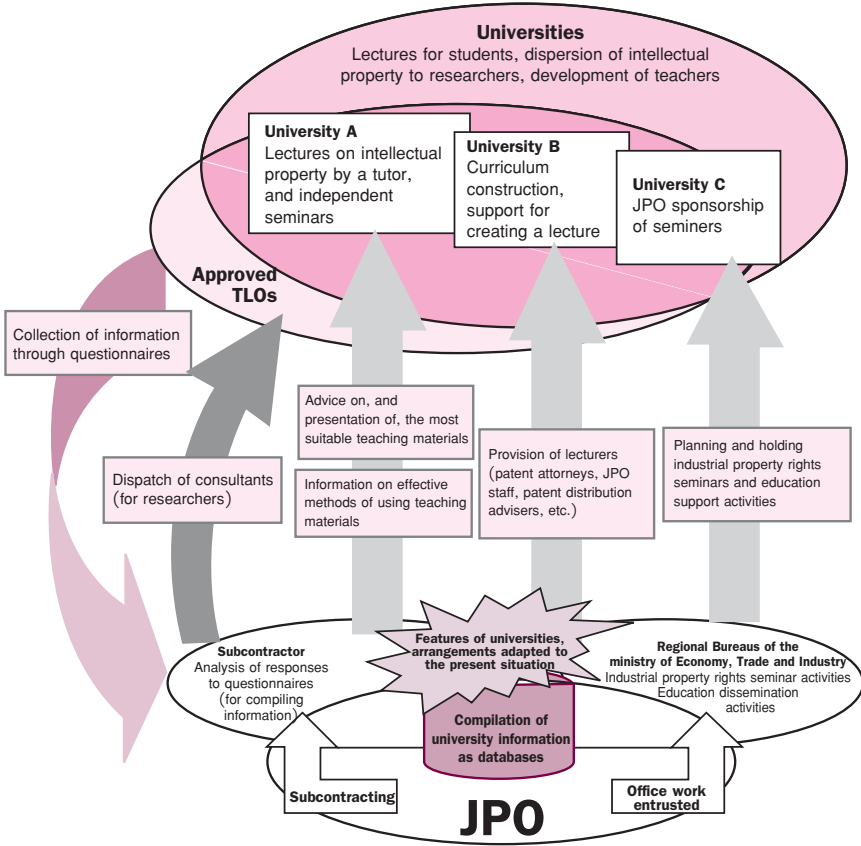 Universities
Lectures for students, dispersion of intellectual
property to researchers, development of teachers
University A
Lectures on intellectual
property by a tutor,
and independent
seminars
University B
Curriculum
construction,
support for
creating a lecture
University C
JPO sponsorship
of seminers
Approved
TLOs
Collection of information
through questionnaires
Dispatch of consultants
(for researchers)
Advice on, and
presentation of, the most
suitable teaching materials
Information on effective
methods of using teaching
materials
Provision of lecturers
(patent attorneys, JPO
staff, patent distribution
advisers, etc.)
Planning and holding
industrial property rights
seminars and education
support activities
Subcontractor
Analysis of responses
to questionnaires
(for compiling
information)
Features of universities,
arrangements adapted to
the present situation
Regional Bureaus of the
ministry of Economy, Trade and Industry
Industrial property rights seminar activities
Education dissemination
activities
Compilation of
university information
as databases
Subcontracting
Office work
entrusted
JPO